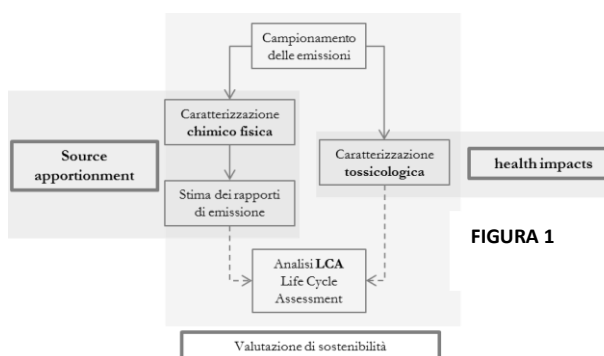 Campionamento
delle emissioni
Caratterizzazione
chimico fisica
Source
apportionment
Caratterizzazione
tossicologica
health impacts
Stima dei rapporti
di emissione
FIGURA 1
Analisi LCA
Life Cycle
Assessment
Valutazione di sostenibilità